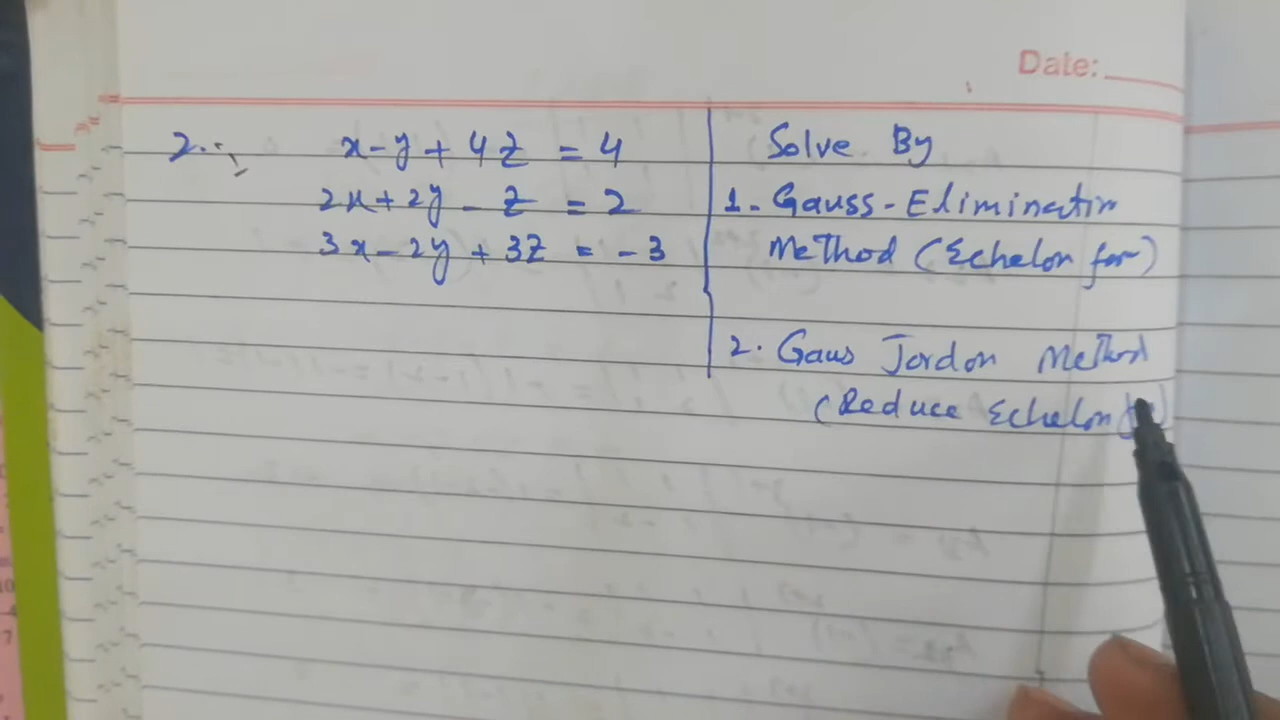 Date:
2.
x-y+4z = 4
2x+2y-z = 2
3x-2y+3z = -3
Solve By
1. Gauss-Elimination
Method (Echelon for)
2. Gaus Jordon Method
(Reduce Echelon